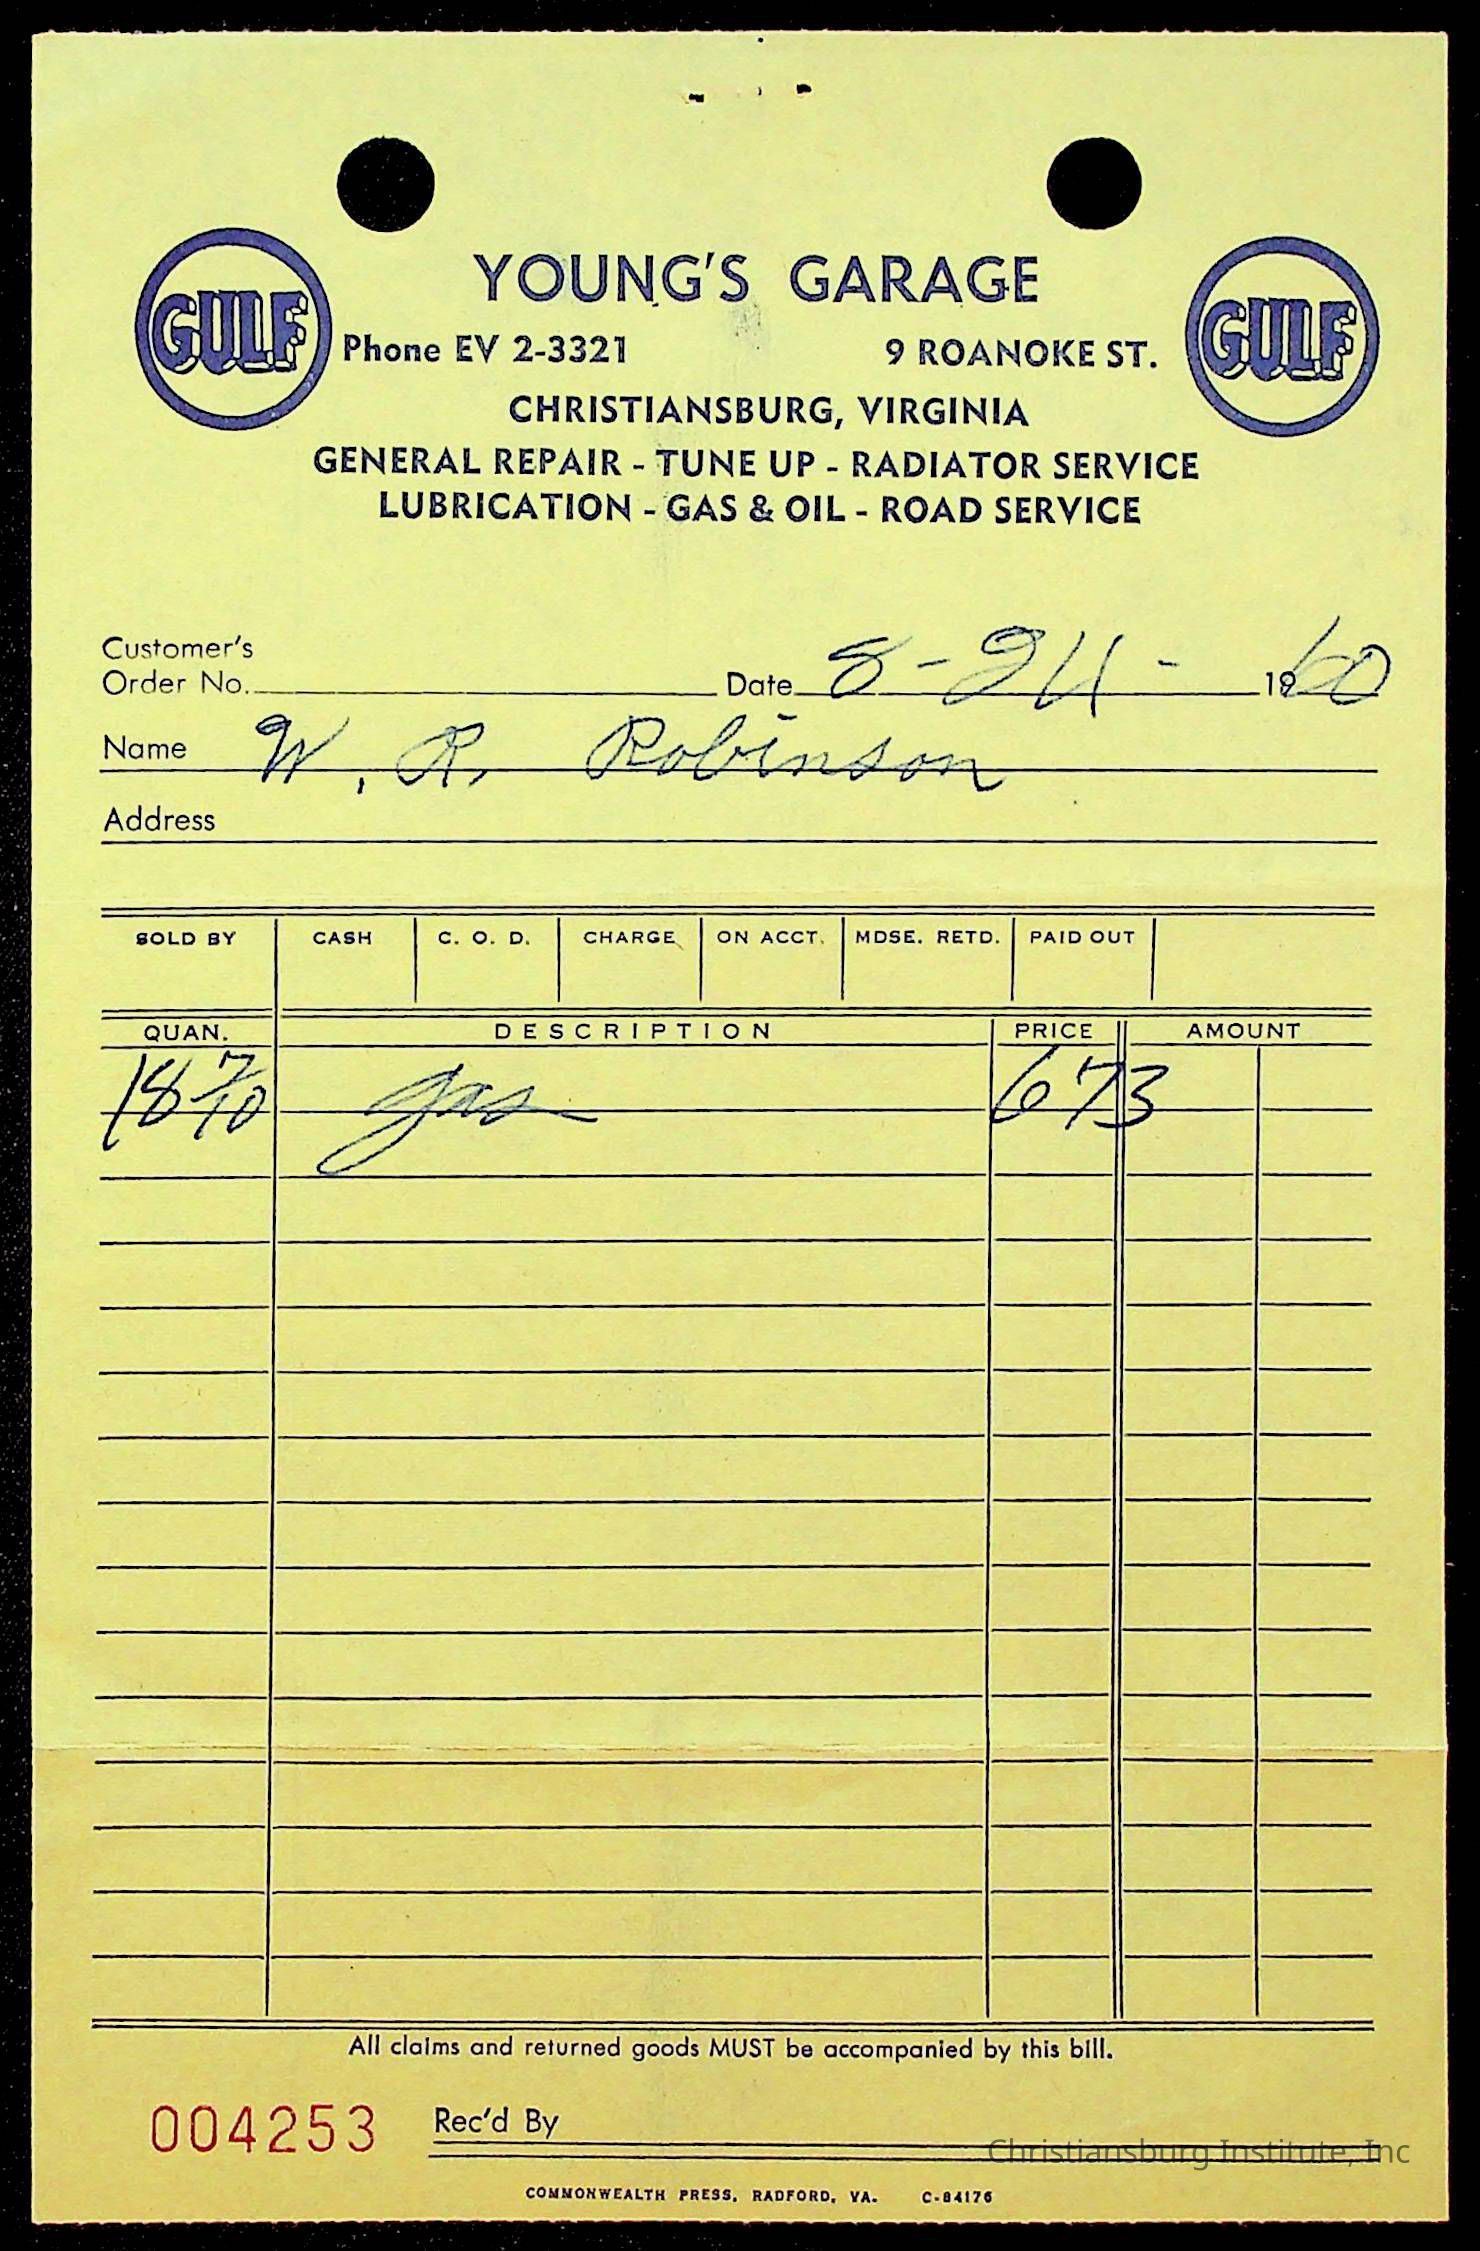 YOUNG'S GARAGE
GULF Phone EV 2-3321 9 ROANOKE ST. GULF
CHRISTIANSBURG, VIRGINIA
GENERAL REPAIR - TUNE UP - RADIATOR SERVICE
LUBRICATION - GAS & OIL - ROAD SERVICE
Customer's
Order No. Date 8-24- 1960
Name W. R. Robinson
Address
SOLD BY CASH C. O. D. CHARGE ON ACCT. MDSE. RETD. PAID OUT
QUAN. DESCRIPTION PRICE AMOUNT
18 7/10 gas 673
All claims and returned goods MUST be accompanied by this bill.
004253 Rec'd By
Christiansburg Institute, Inc
COMMONWEALTH PRESS, RADFORD, VA. C-84176